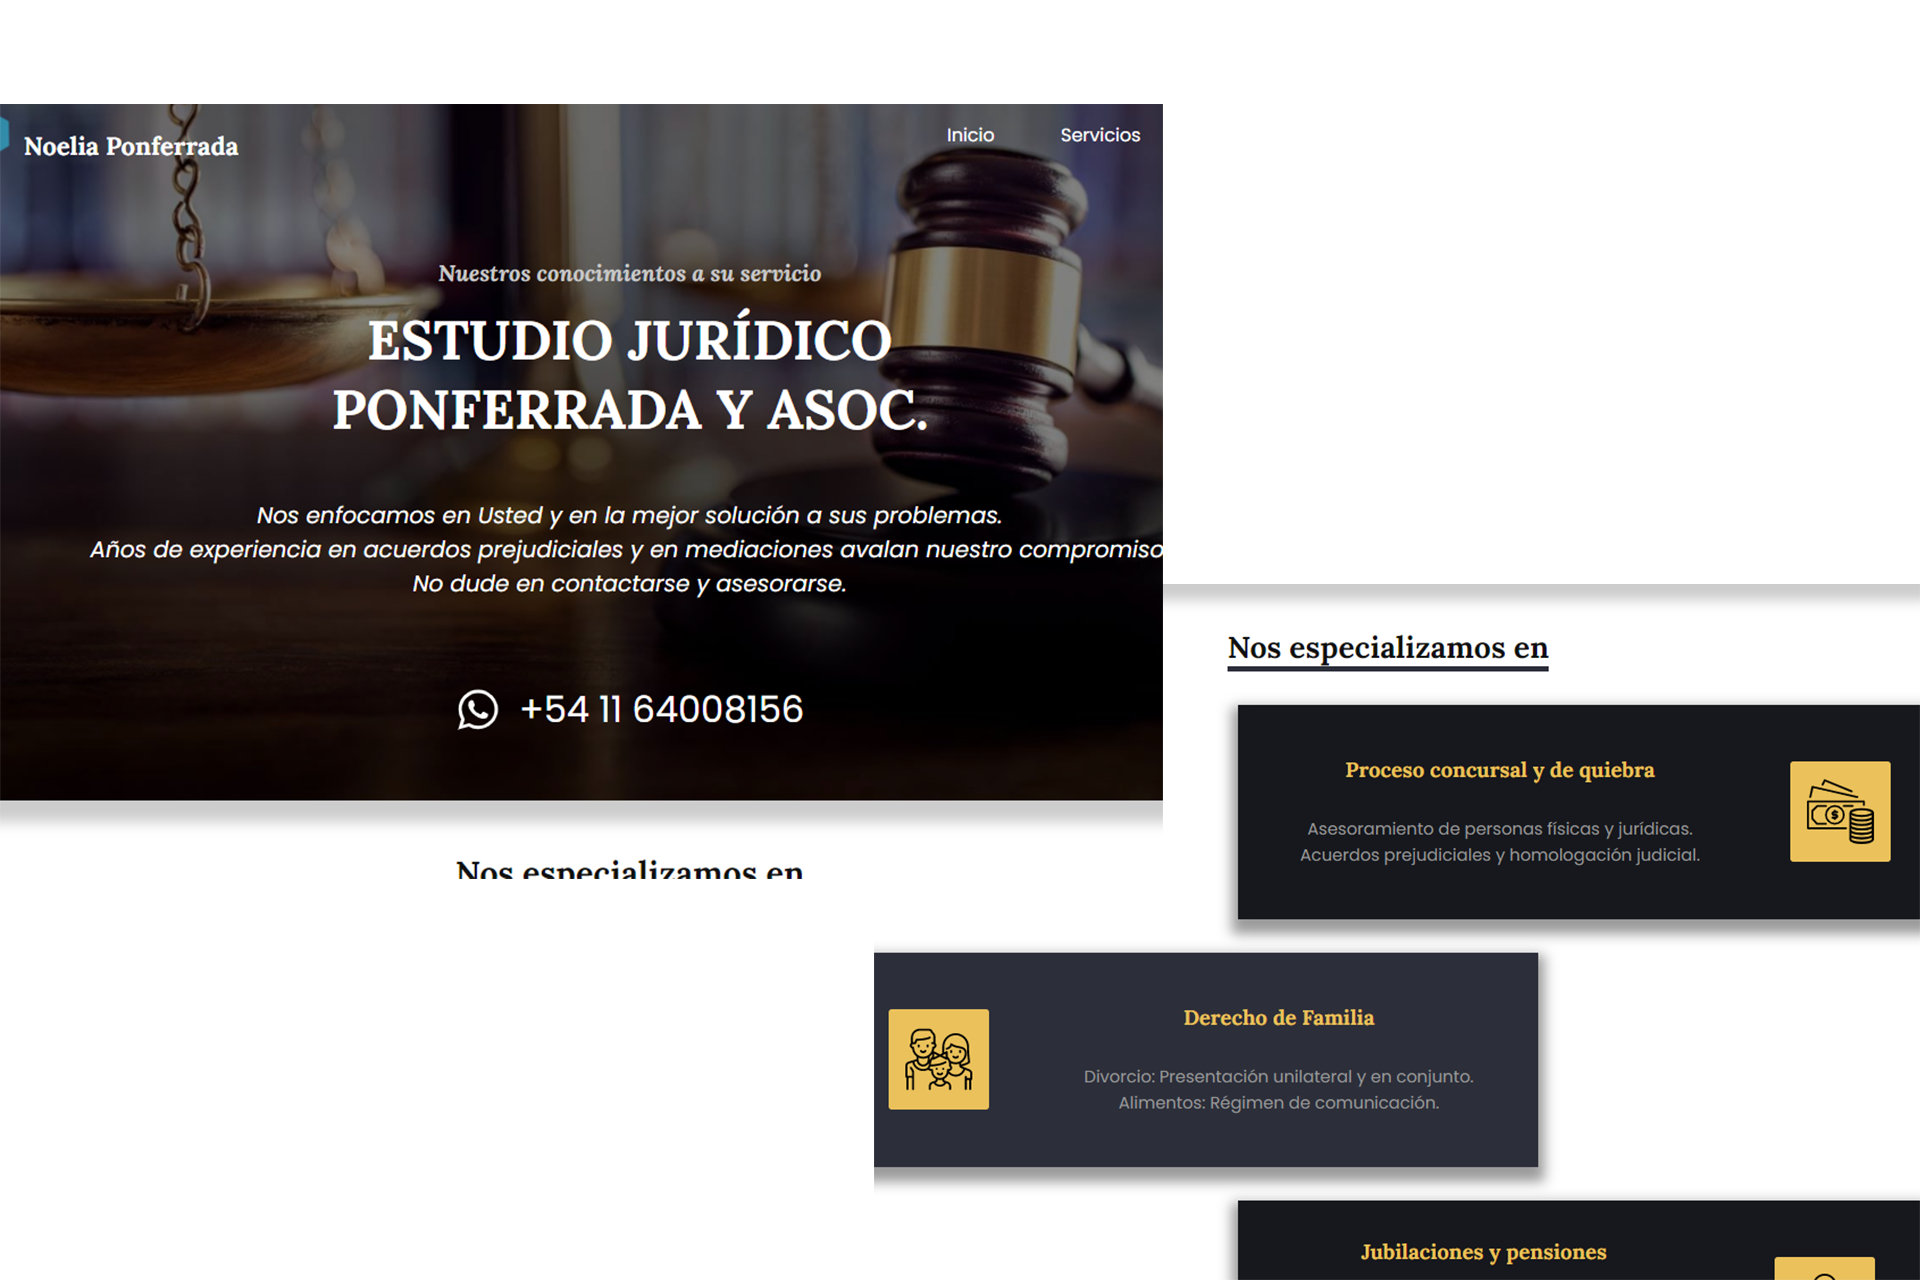 Noelia Ponferrada
Inicio
Servicios
Nuestros conocimientos a su servicio
ESTUDIO JURÍDICO
PONFERRADA Y ASOC.
Nos enfocamos en Usted y en la mejor solución a sus problemas.
Años de experiencia en acuerdos prejudiciales y en mediaciones avalan nuestro compromiso
No dude en contactarse y asesorarse.
+54 11 64008156
Nos especializamos en
Nos especializamos en
Proceso concursal y de quiebra
Asesoramiento de personas físicas y jurídicas.
Acuerdos prejudiciales y homologación judicial.
Derecho de Familia
Divorcio: Presentación unilateral y en conjunto.
Alimentos: Régimen de comunicación.
Jubilaciones y pensiones